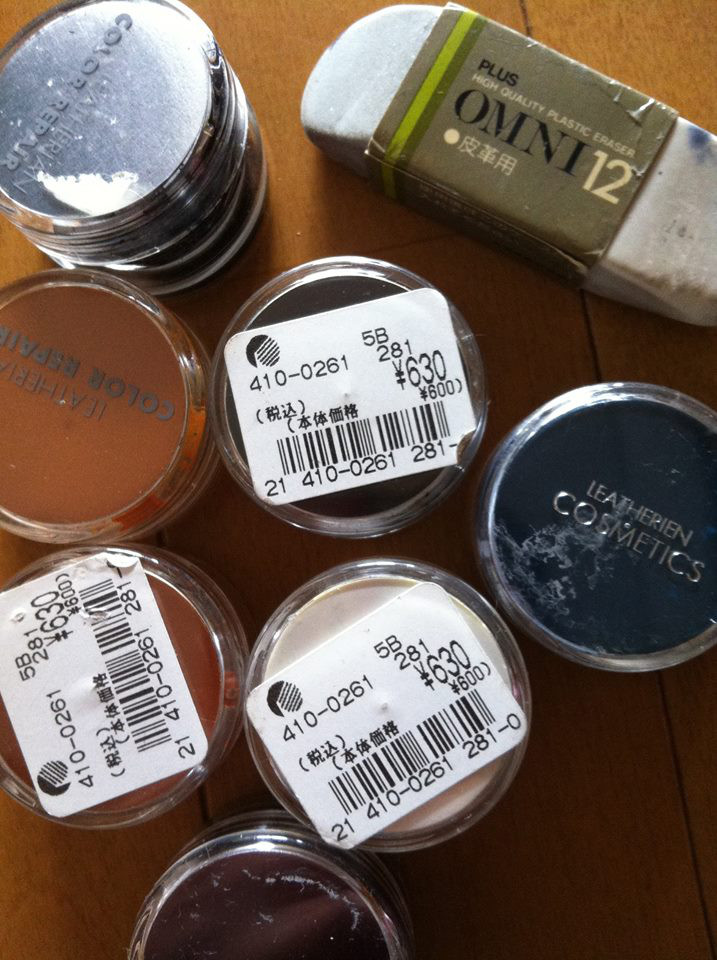 LEATHERIAN
COLOR REPAIR
PLUS
HIGH QUALITY PLASTIC ERASER
OMNI12
●皮革用
LEATHERIAN
COLOR REPAIR
5B
281
410-0261
¥630
¥600)
(税込)
(本体価格
21 410-0261 281-
LEATHERIEN
COSMETICS
5B
281
410-0261
¥630
¥600)
(税込)
(本体価格
21 410-0261 281-
5B
281
410-0261
¥630
¥600)
(税込)
(本体価格
21 410-0261 281-0